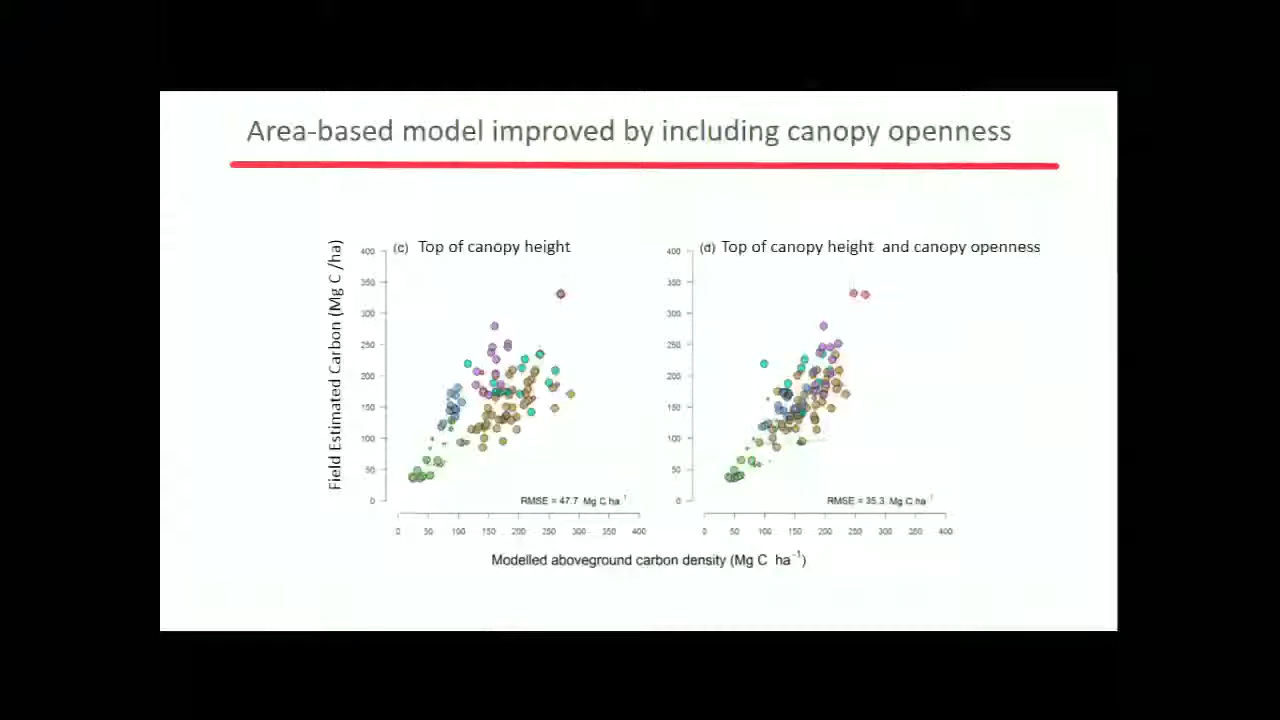 Area-based model improved by including canopy openness
Field Estimated Carbon (Mg C /ha)
(c) Top of canopy height
400
350
300
250
200
150
100
50
0
RMSE = 47.7 Mg C ha⁻¹
0 50 100 150 200 250 300 350 400
(d) Top of canopy height and canopy openness
400
350
300
250
200
150
100
50
0
RMSE = 35.3 Mg C ha⁻¹
0 50 100 150 200 250 300 350 400
Modelled aboveground carbon density (Mg C ha⁻¹)